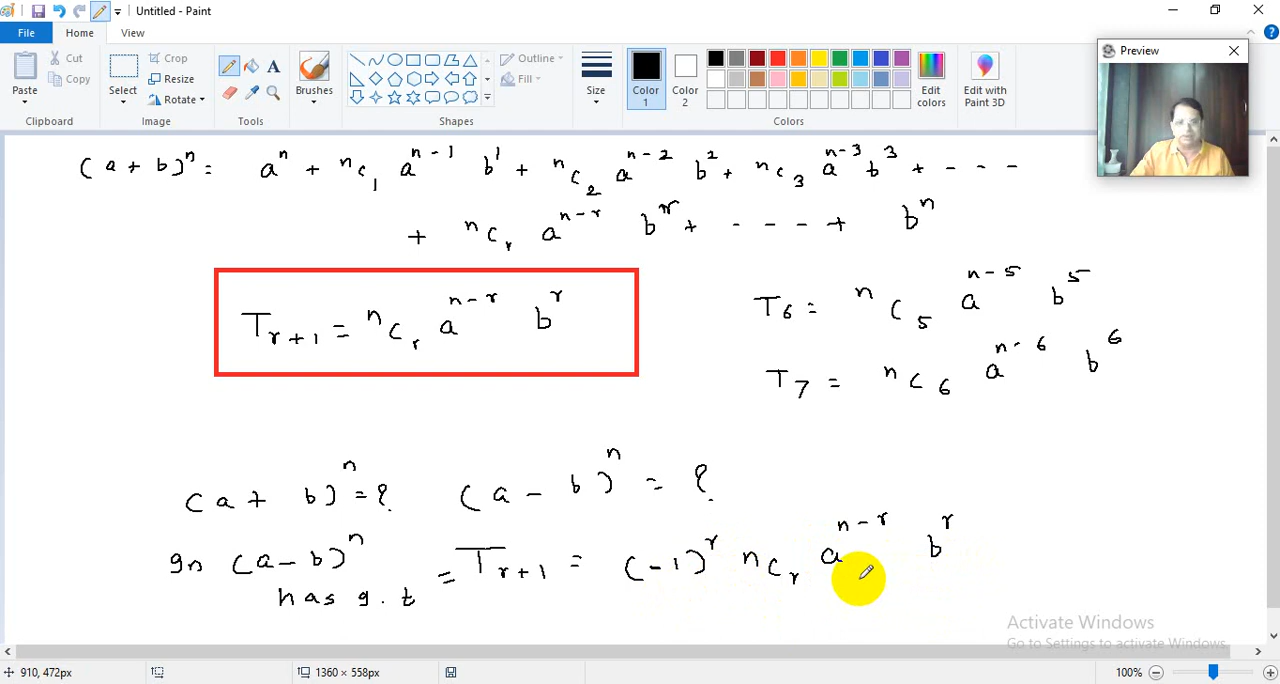 Untitled - Paint
File Home View
Paste Cut Copy Select Crop Resize Rotate A Brushes Outline Fill Size Color 1 Color 2 Edit colors Edit with Paint 3D
Clipboard Image Tools Shapes Colors
Preview
(a + b)ⁿ = aⁿ + ⁿc₁ aⁿ⁻¹ b¹ + ⁿc₂ aⁿ⁻² b² + ⁿc₃ aⁿ⁻³ b³ + - - -
+ ⁿcᵣ aⁿ⁻ʳ bʳ + - - - - + bⁿ
Tᵣ₊₁ = ⁿcᵣ aⁿ⁻ʳ bʳ
T₆ = ⁿc₅ aⁿ⁻⁵ b⁵
T₇ = ⁿc₆ aⁿ⁻⁶ b⁶
(a + b)ⁿ = ? (a - b)ⁿ = ?
In (a - b)ⁿ
has g.t = Tᵣ₊₁ = (-1)ʳ ncᵣ aⁿ⁻ʳ bʳ
Activate Windows
Go to Settings to activate Windows.
910, 472px 1360 × 558px 100%